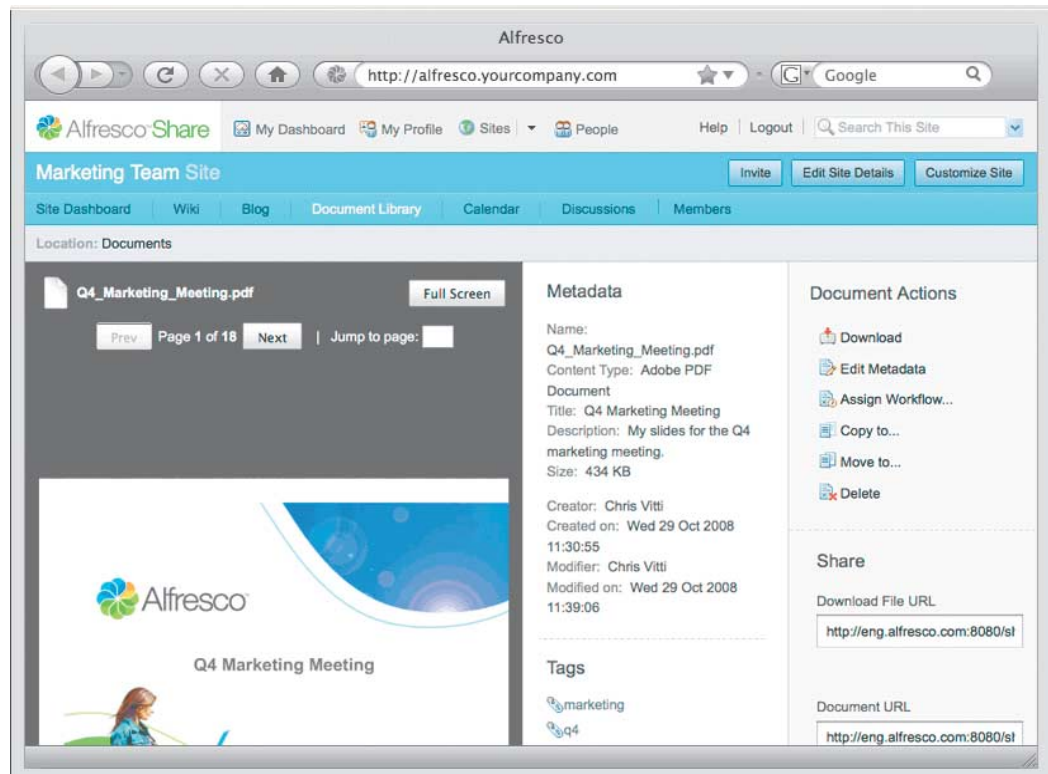 Alfresco
http://alfresco.yourcompany.com
Google
Alfresco Share
My Dashboard
My Profile
Sites
People
Help
Logout
Search This Site
Marketing Team Site
Invite
Edit Site Details
Customize Site
Site Dashboard
Wiki
Blog
Document Library
Calendar
Discussions
Members
Location: Documents
Q4_Marketing_Meeting.pdf
Full Screen
Prev
Page 1 of 18
Next
| Jump to page:
Alfresco
Q4 Marketing Meeting
Metadata
Name:
Q4_Marketing_Meeting.pdf
Content Type: Adobe PDF
Document
Title: Q4 Marketing Meeting
Description: My slides for the Q4
marketing meeting.
Size: 434 KB
Creator: Chris Vitti
Created on: Wed 29 Oct 2008
11:30:55
Modifier: Chris Vitti
Modified on: Wed 29 Oct 2008
11:39:06
Tags
marketing
q4
Document Actions
Download
Edit Metadata
Assign Workflow...
Copy to...
Move to...
Delete
Share
Download File URL
http://eng.alfresco.com:8080/sh
Document URL
http://eng.alfresco.com:8080/sh